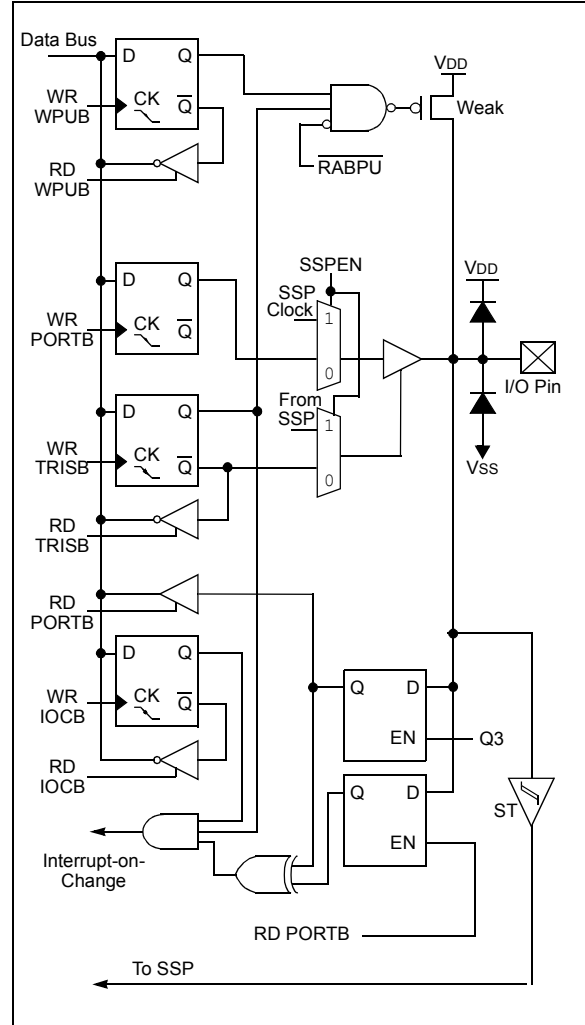 Data Bus
D Q
WR
WPUB
CK
Q
RD
WPUB
VDD
Weak
RABPU
SSPEN
D Q
SSP
Clock
1
0
VDD
WR
PORTB
CK
Q
I/O Pin
D Q
From
SSP
1
0
VSS
WR
TRISB
CK
Q
RD
TRISB
RD
PORTB
D Q
WR
IOCB
CK
Q
RD
IOCB
Q D
EN
Q3
Q D
EN
ST
Interrupt-on-
Change
RD PORTB
To SSP